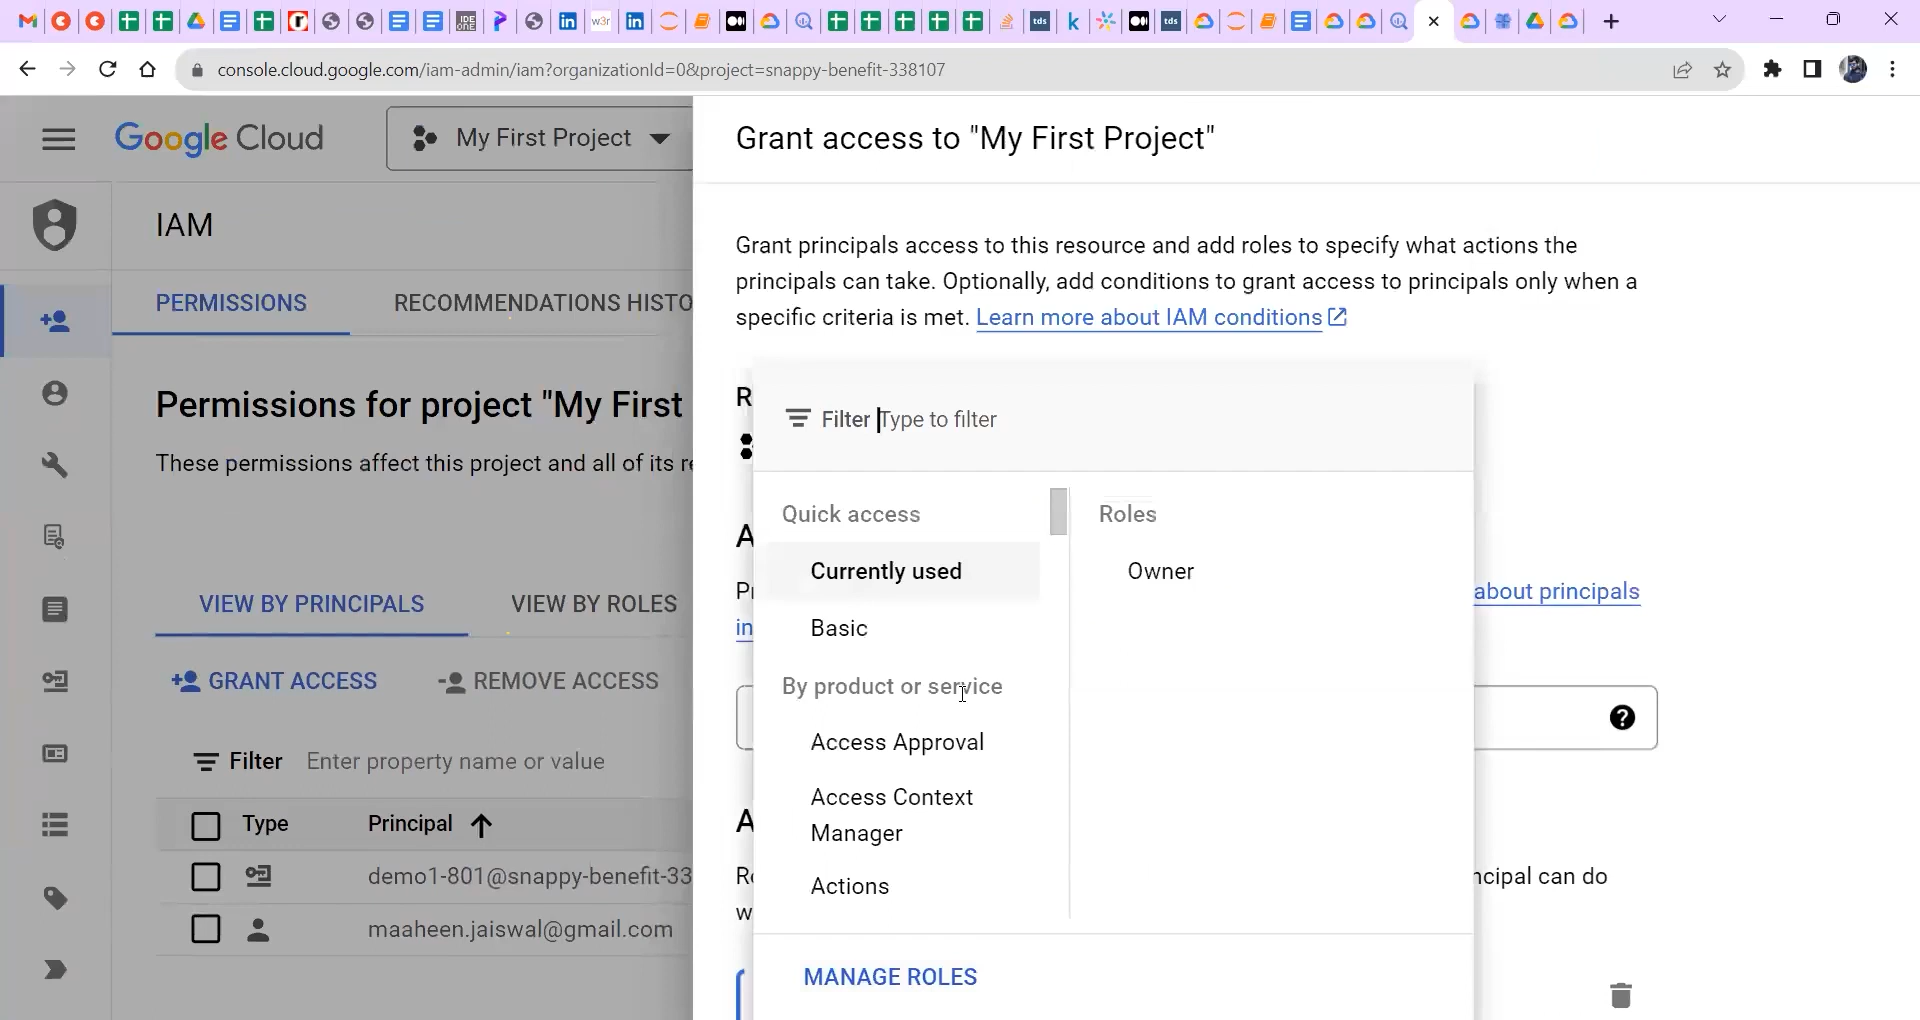 console.cloud.google.com/iam-admin/iam?organizationId=0&project=snappy-benefit-338107
Google Cloud
My First Project
IAM
PERMISSIONS
RECOMMENDATIONS HISTO
Permissions for project "My First
These permissions affect this project and all of its re
VIEW BY PRINCIPALS
VIEW BY ROLES
GRANT ACCESS
REMOVE ACCESS
Filter Enter property name or value
Type Principal
demo1-801@snappy-benefit-33
maaheen.jaiswal@gmail.com
Grant access to "My First Project"
Grant principals access to this resource and add roles to specify what actions the
principals can take. Optionally, add conditions to grant access to principals only when a
specific criteria is met. Learn more about IAM conditions
R
Filter Type to filter
Quick access
Currently used
Basic
By product or service
Access Approval
Access Context
Manager
Actions
Roles
Owner
MANAGE ROLES
A
Pr
about principals
in
A
Ro
ncipal can do
w